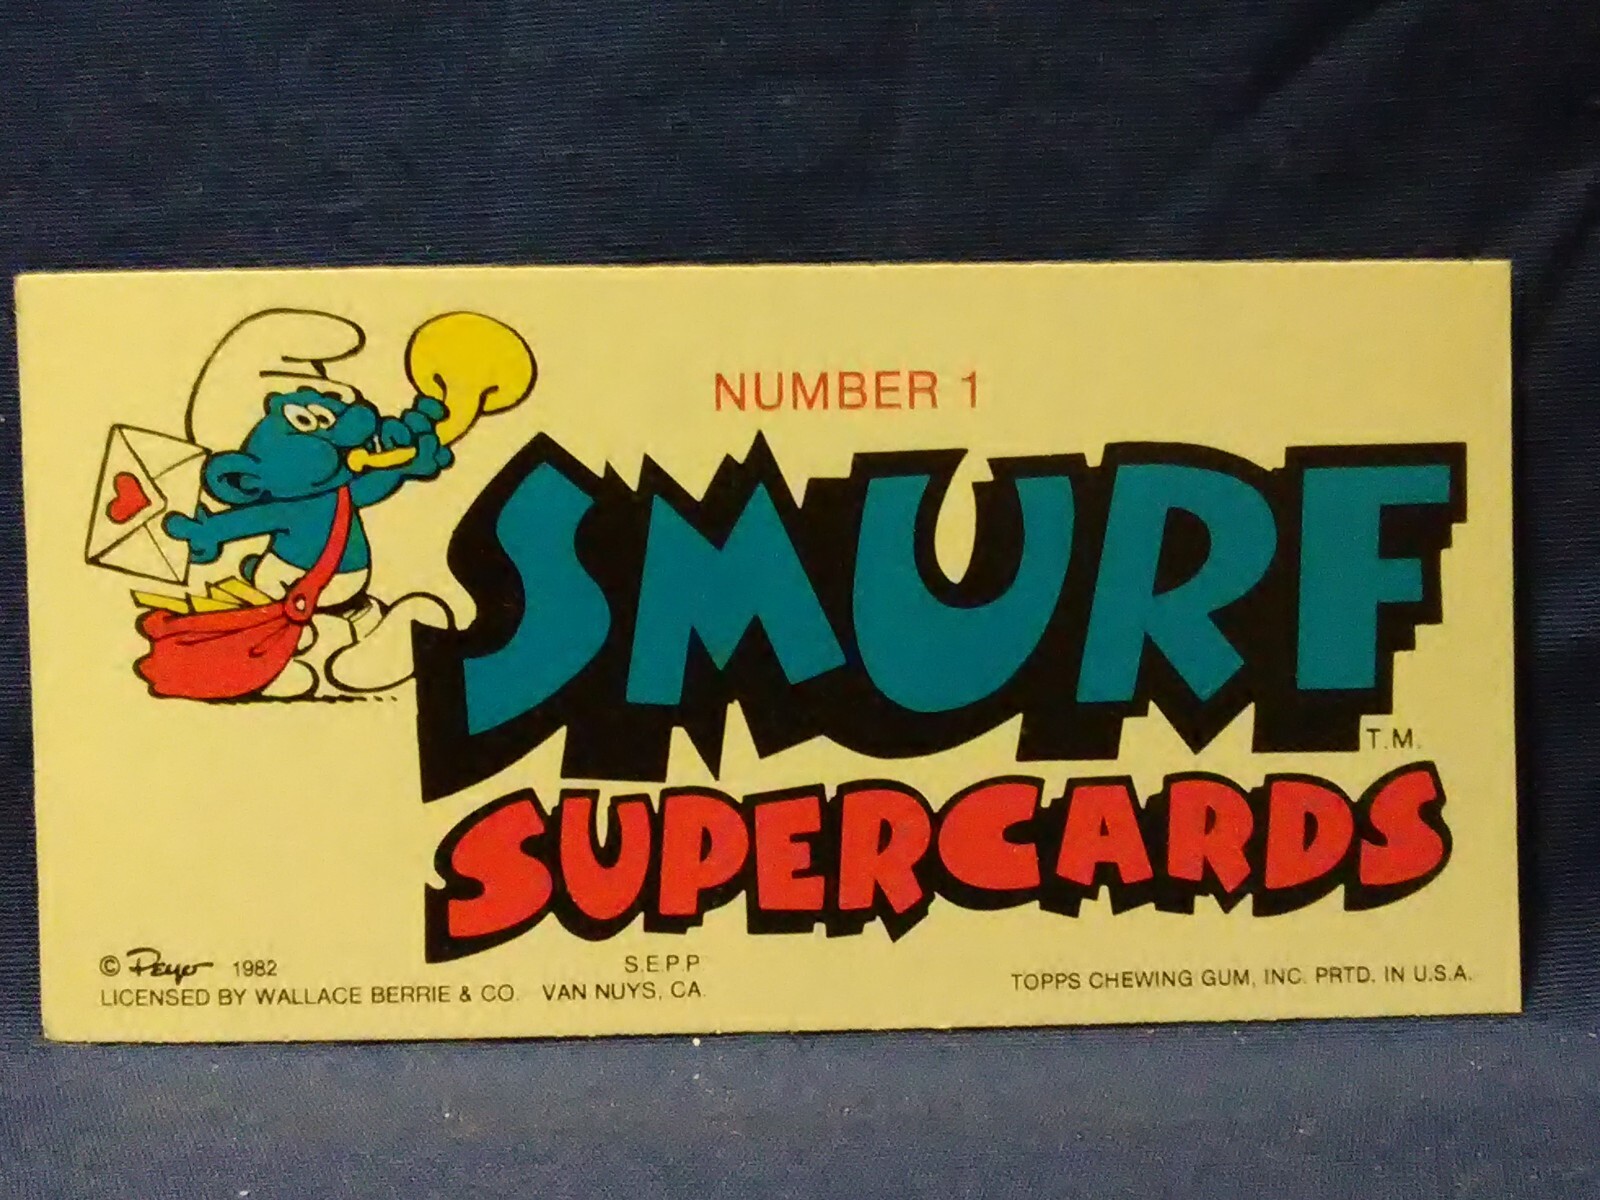 NUMBER 1
SMURF
T.M.
SUPERCARDS
© Peyo 1982
S.E.P.P
LICENSED BY WALLACE BERRIE & CO. VAN NUYS, CA.
TOPPS CHEWING GUM, INC. PRTD. IN U.S.A.